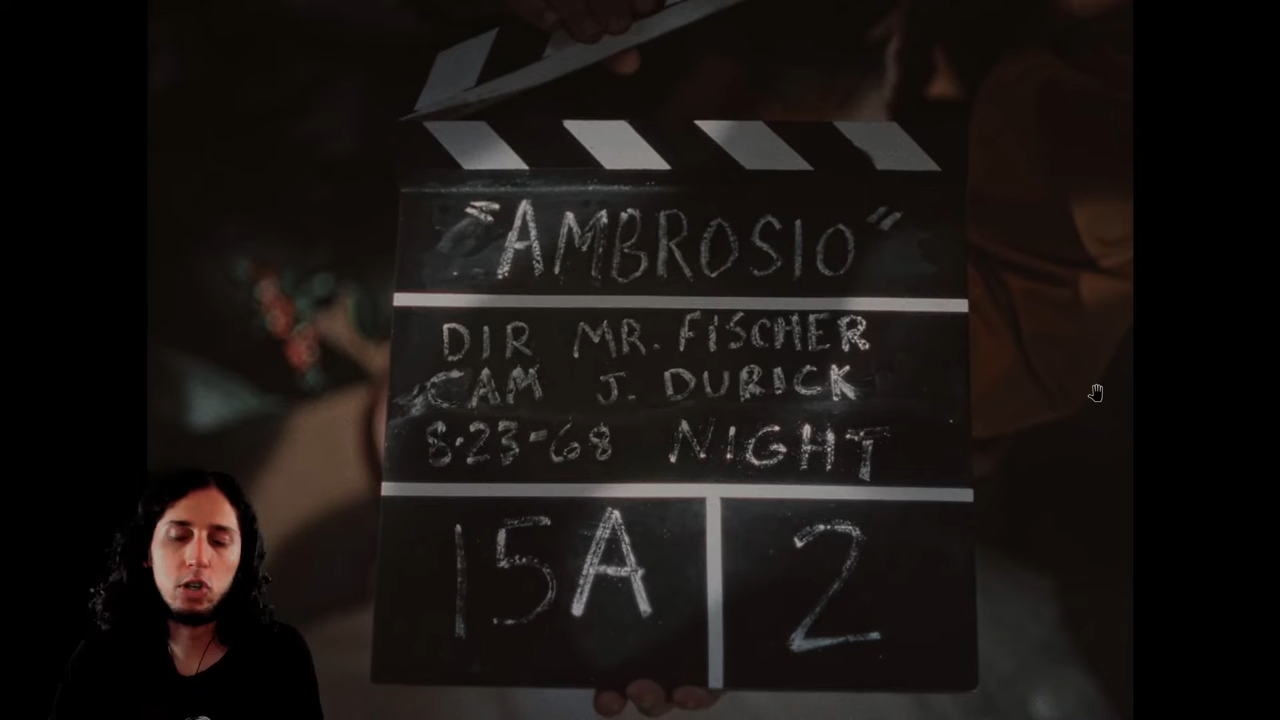 "AMBROSIO"
DIR MR. FISCHER
CAM J. DURICK
8-23-68 NIGHT
15A 2